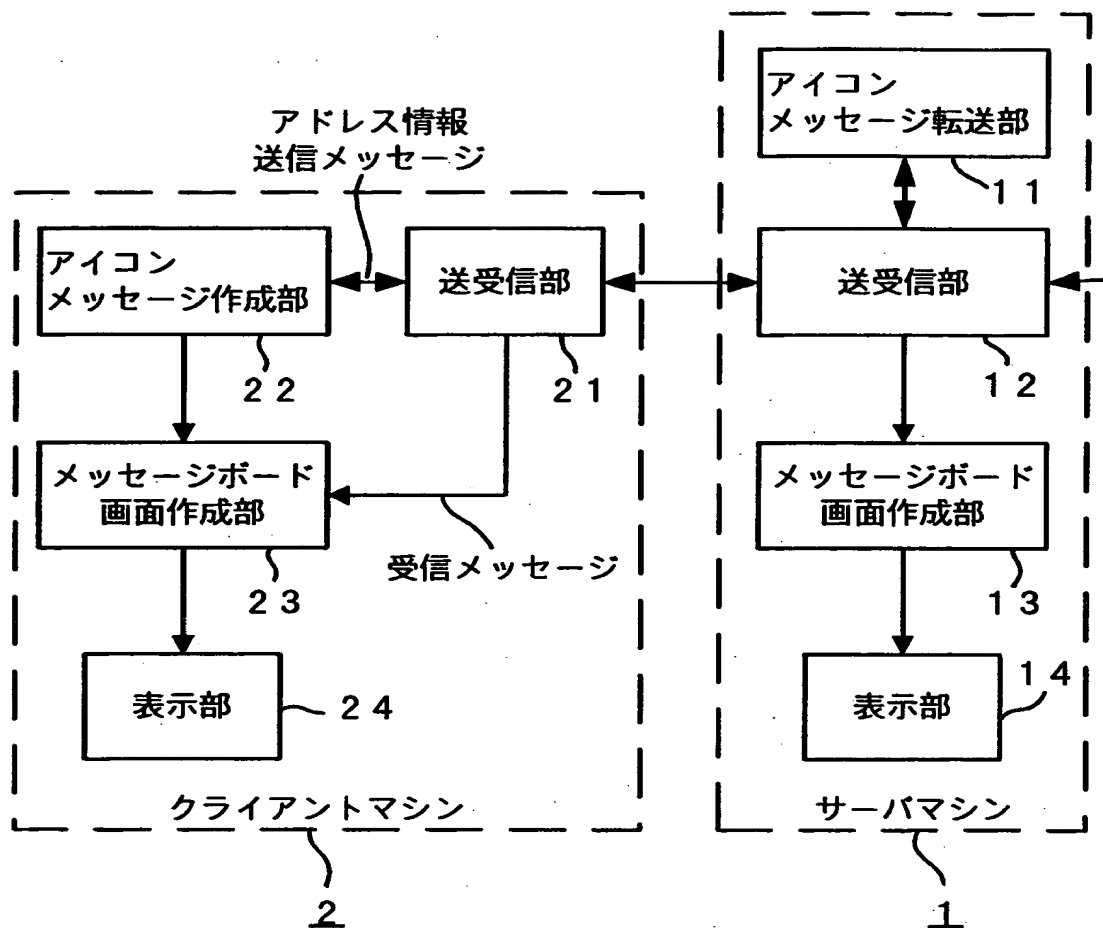 アドレス情報
送信メッセージ
アイコン
メッセージ作成部
22
送受信部
21
メッセージボード
画面作成部
23
受信メッセージ
表示部
24
クライアントマシン
2
アイコン
メッセージ転送部
11
送受信部
12
メッセージボード
画面作成部
13
表示部
14
サーバマシン
1